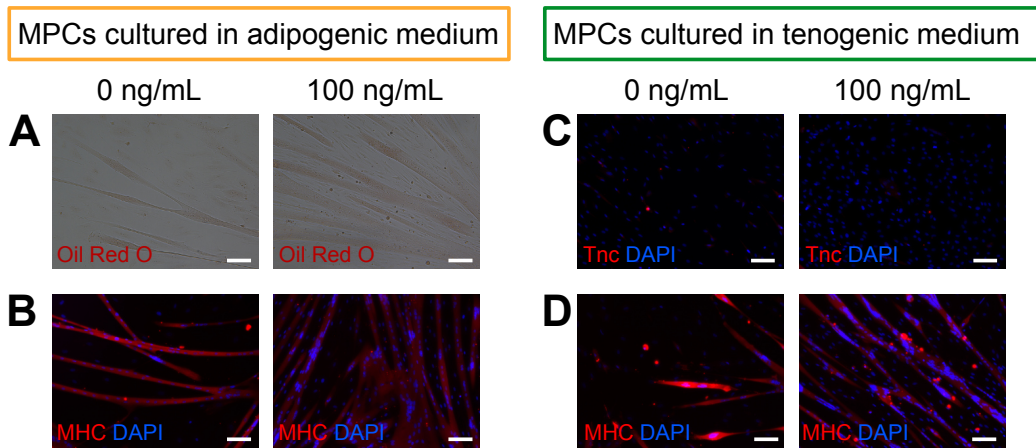 MPCs cultured in adipogenic medium
MPCs cultured in tenogenic medium
0 ng/mL
100 ng/mL
0 ng/mL
100 ng/mL
A
Oil Red O
Oil Red O
C
Tnc DAPI
Tnc DAPI
B
MHC DAPI
MHC DAPI
D
MHC DAPI
MHC DAPI